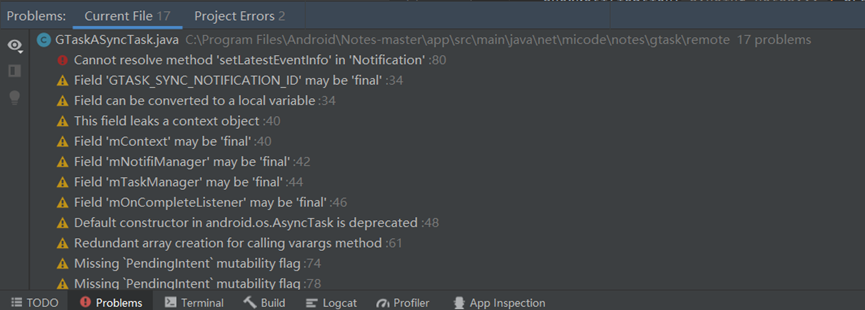 Problems: Current File 17 Project Errors 2
GTaskASyncTask.java C:\Program Files\Android\Notes-master\app\src\main\java\net\micode\notes\gtask\remote 17 problems
Cannot resolve method 'setLatestEventInfo' in 'Notification' :80
Field 'GTASK_SYNC_NOTIFICATION_ID' may be 'final' :34
Field can be converted to a local variable :34
This field leaks a context object :40
Field 'mContext' may be 'final' :40
Field 'mNotifiManager' may be 'final' :42
Field 'mTaskManager' may be 'final' :44
Field 'mOnCompleteListener' may be 'final' :46
Default constructor in android.os.AsyncTask is deprecated :48
Redundant array creation for calling varargs method :61
Missing `PendingIntent` mutability flag :74
Missing `PendingIntent` mutability flag :78
TODO Problems Terminal Build Logcat Profiler App Inspection